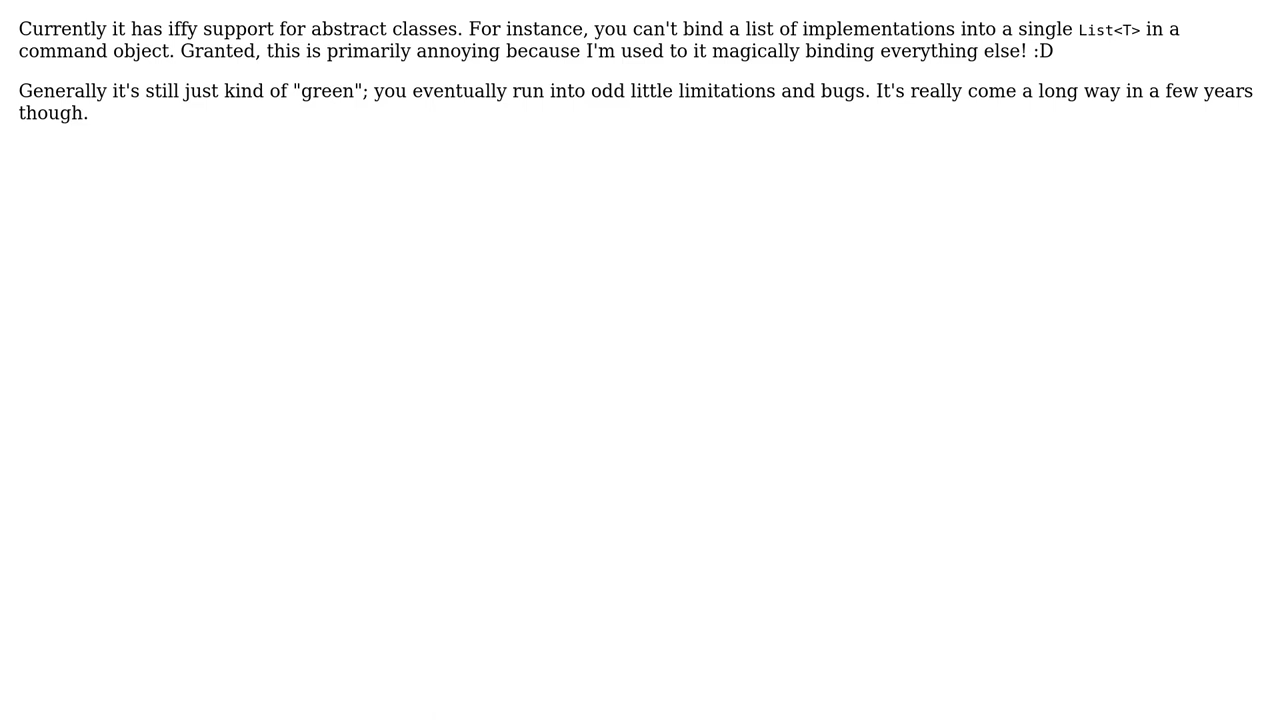 Currently it has iffy support for abstract classes. For instance, you can't bind a list of implementations into a single List<T> in a
command object. Granted, this is primarily annoying because I'm used to it magically binding everything else! :D
Generally it's still just kind of "green"; you eventually run into odd little limitations and bugs. It's really come a long way in a few years
though.